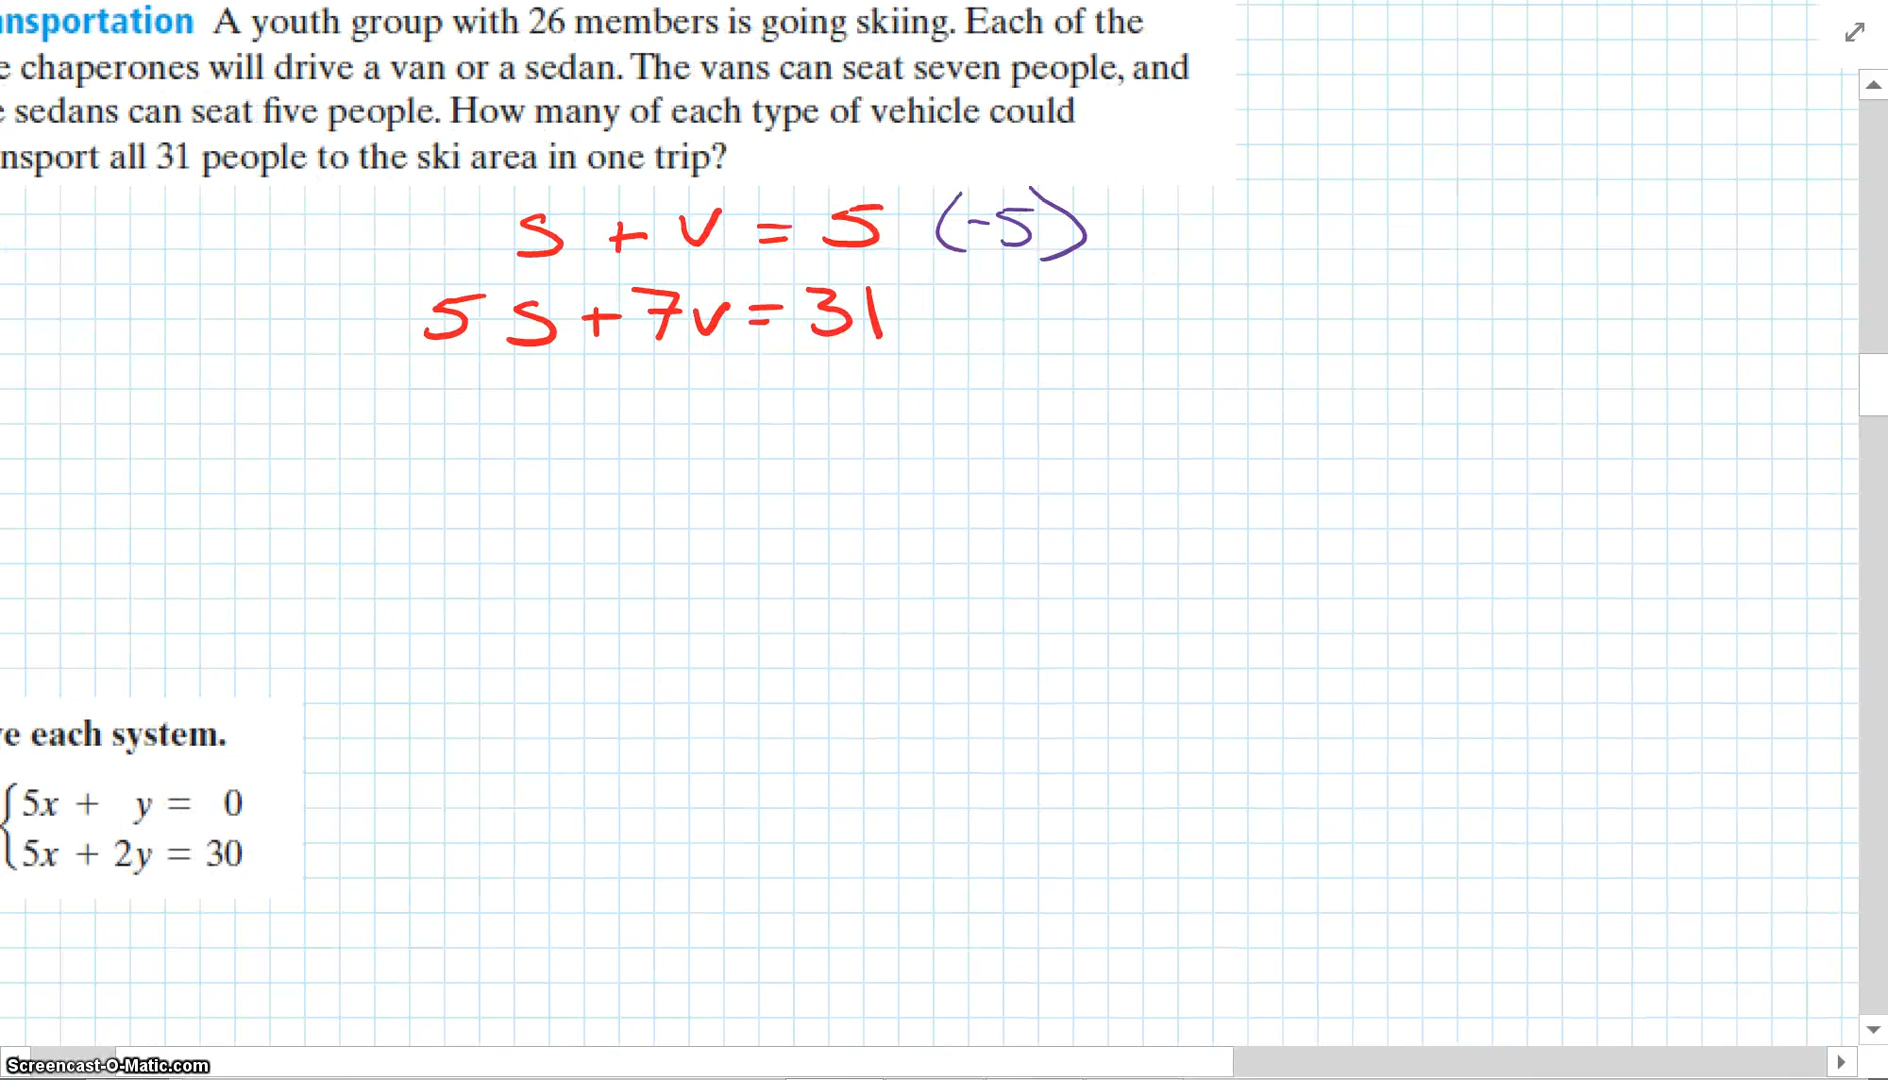 nsportation A youth group with 26 members is going skiing. Each of the
e chaperones will drive a van or a sedan. The vans can seat seven people, and
e sedans can seat five people. How many of each type of vehicle could
nsport all 31 people to the ski area in one trip?
s + v = 5 (-5)
5 s + 7v = 31
ve each system.
5x + y = 0
5x + 2y = 30
Screencast-O-Matic.com